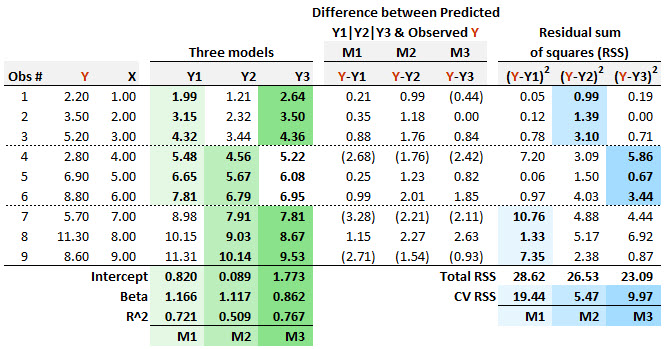 Difference between Predicted
Y1|Y2|Y3 & Observed Y
Residual sum
of squares (RSS)
Three models
M1 M2 M3
Obs # Y X Y1 Y2 Y3 Y-Y1 Y-Y2 Y-Y3 (Y-Y1)² (Y-Y2)² (Y-Y3)²
1 2.20 1.00 1.99 1.21 2.64 0.21 0.99 (0.44) 0.05 0.99 0.19
2 3.50 2.00 3.15 2.32 3.50 0.35 1.18 0.00 0.12 1.39 0.00
3 5.20 3.00 4.32 3.44 4.36 0.88 1.76 0.84 0.78 3.10 0.71
4 2.80 4.00 5.48 4.56 5.22 (2.68) (1.76) (2.42) 7.20 3.09 5.86
5 6.90 5.00 6.65 5.67 6.08 0.25 1.23 0.82 0.06 1.50 0.67
6 8.80 6.00 7.81 6.79 6.95 0.99 2.01 1.85 0.97 4.03 3.44
7 5.70 7.00 8.98 7.91 7.81 (3.28) (2.21) (2.11) 10.76 4.88 4.44
8 11.30 8.00 10.15 9.03 8.67 1.15 2.27 2.63 1.33 5.17 6.92
9 8.60 9.00 11.31 10.14 9.53 (2.71) (1.54) (0.93) 7.35 2.38 0.87
Intercept 0.820 0.089 1.773 Total RSS 28.62 26.53 23.09
Beta 1.166 1.117 0.862 CV RSS 19.44 5.47 9.97
R^2 0.721 0.509 0.767 M1 M2 M3
M1 M2 M3